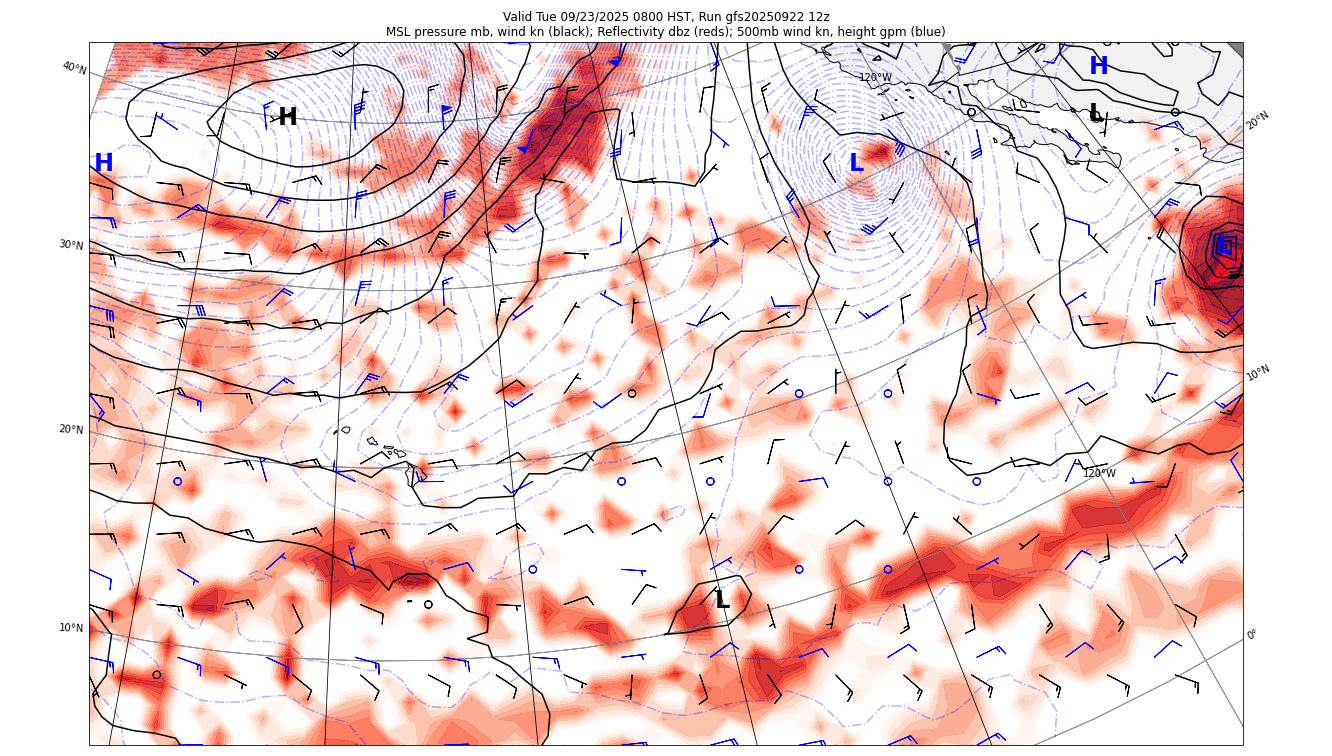 Valid Tue 09/23/2025 0800 HST, Run gfs20250922 12z
MSL pressure mb, wind kn (black); Reflectivity dbz (reds); 500mb wind kn, height gpm (blue)
40°N
120°W
H
L
20°N
H
H
L
30°N
L
10°N
20°N
120°W
10°N
L
0°